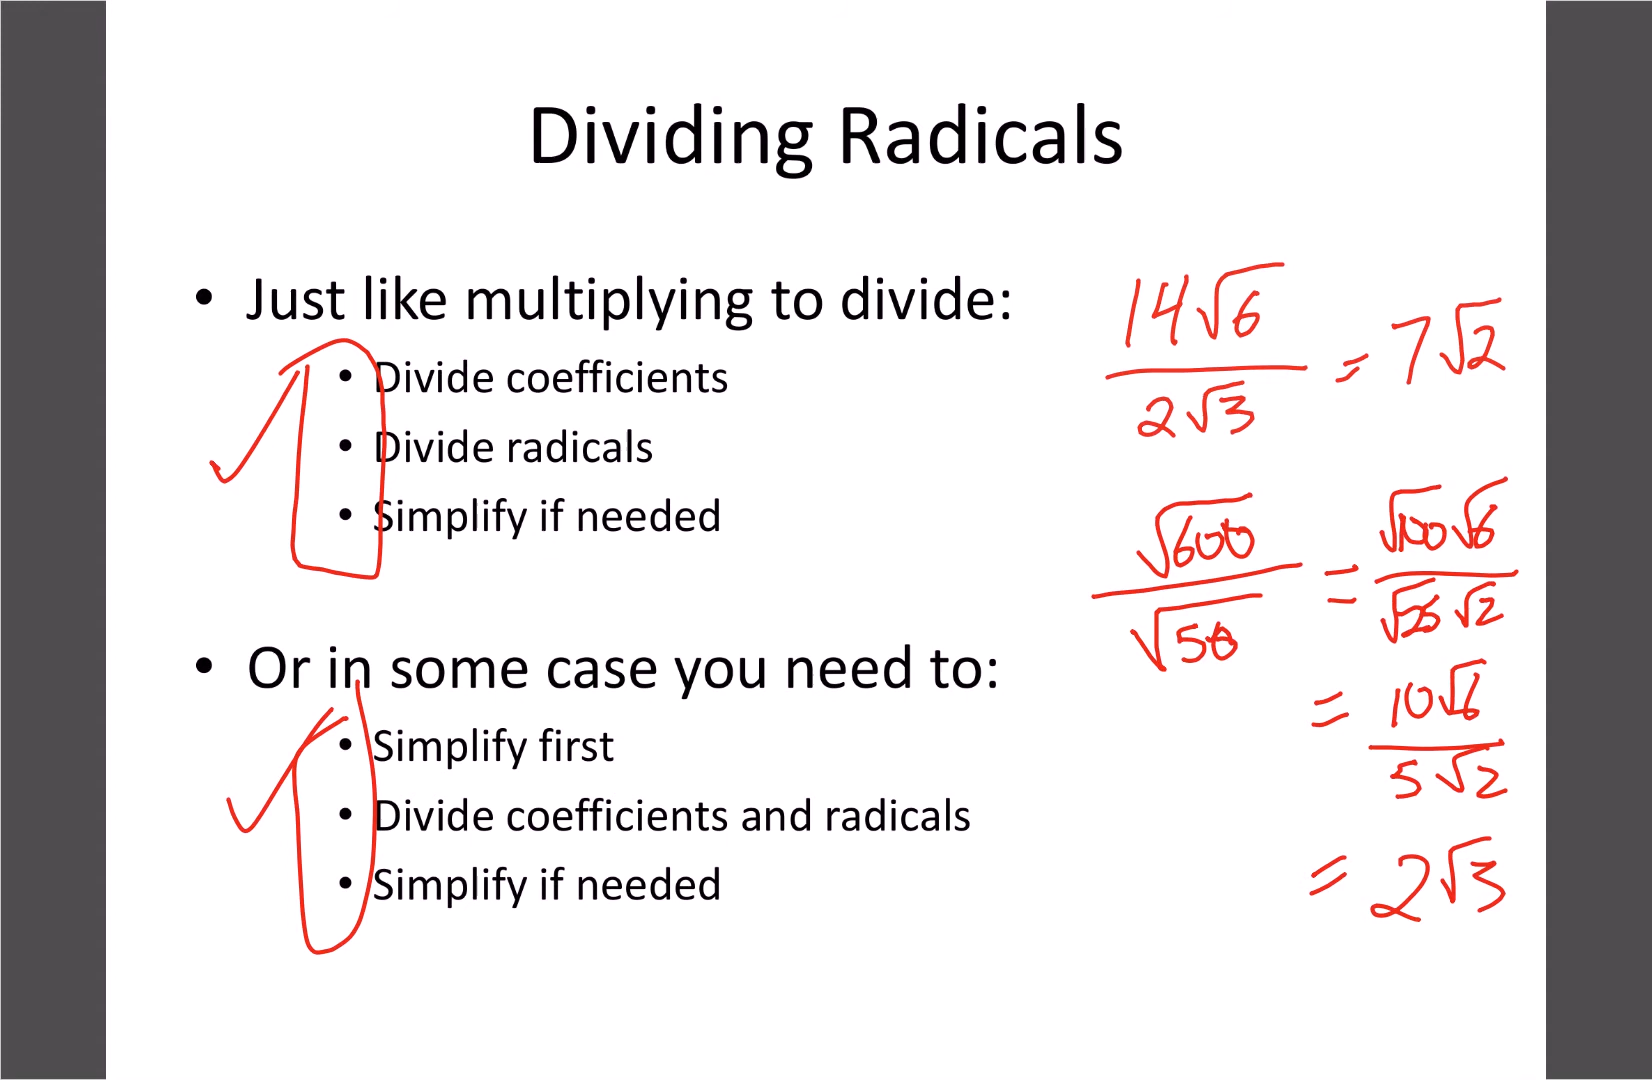 Dividing Radicals
• Just like multiplying to divide:
• Divide coefficients
• Divide radicals
• Simplify if needed
• Or in some case you need to:
• Simplify first
• Divide coefficients and radicals
• Simplify if needed
14√6
2√3
= 7√2
√600
√50
=
√100 √6
√25 √2
=
10√6
5√2
= 2√3